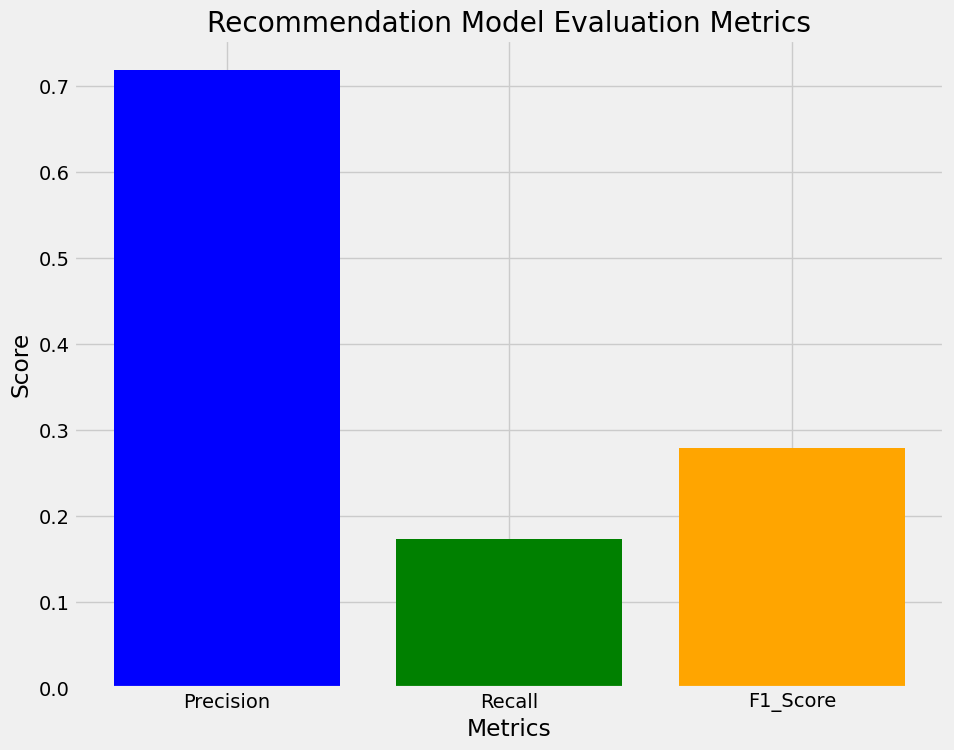 Recommendation Model Evaluation Metrics
0.7
0.6
0.5
0.4
0.3
0.2
0.1
0.0
Score
Precision Recall F1_Score
Metrics